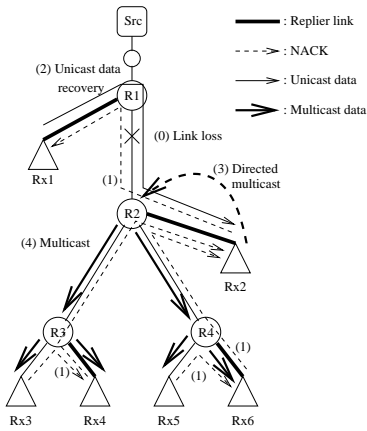 Src
: Replier link
: NACK
: Unicast data
: Multicast data
(2) Unicast data
recovery
R1
(0) Link loss
Rx1
(1)
(3) Directed
multicast
R2
(4) Multicast
Rx2
R3
R4
(1)
(1)
(1)
Rx3
Rx4
Rx5
Rx6